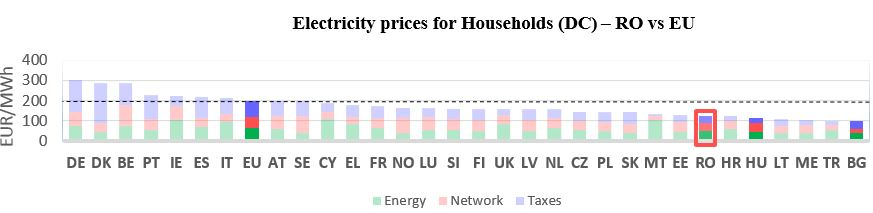 Electricity prices for Households (DC) – RO vs EU
EUR/MWh
400
300
200
100
0
DE DK BE PT IE ES IT EU AT SE CY EL FR NO LU SI FI UK LV NL CZ PL SK MT EE RO HR HU LT ME TR BG
Energy Network Taxes